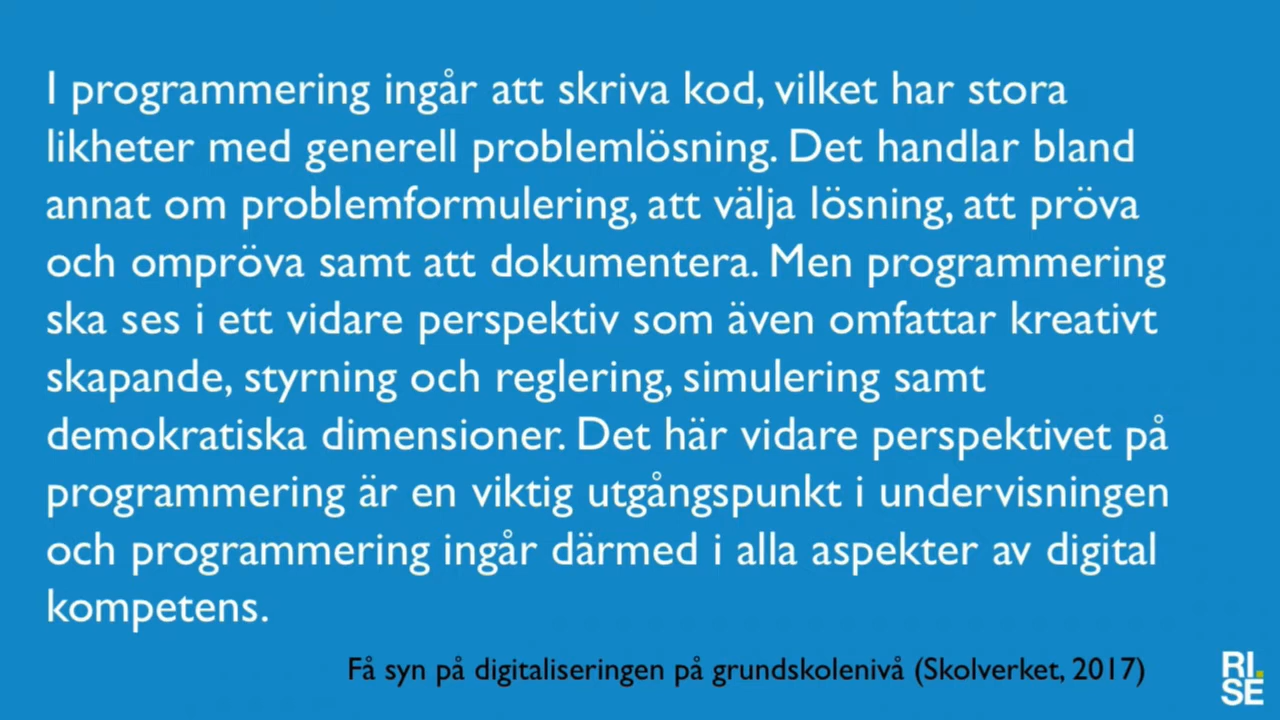 I programmering ingår att skriva kod, vilket har stora
likheter med generell problemlösning. Det handlar bland
annat om problemformulering, att välja lösning, att pröva
och ompröva samt att dokumentera. Men programmering
ska ses i ett vidare perspektiv som även omfattar kreativt
skapande, styrning och reglering, simulering samt
demokratiska dimensioner. Det här vidare perspektivet på
programmering är en viktig utgångspunkt i undervisningen
och programmering ingår därmed i alla aspekter av digital
kompetens.
Få syn på digitaliseringen på grundskolenivå (Skolverket, 2017)
RI.
SE